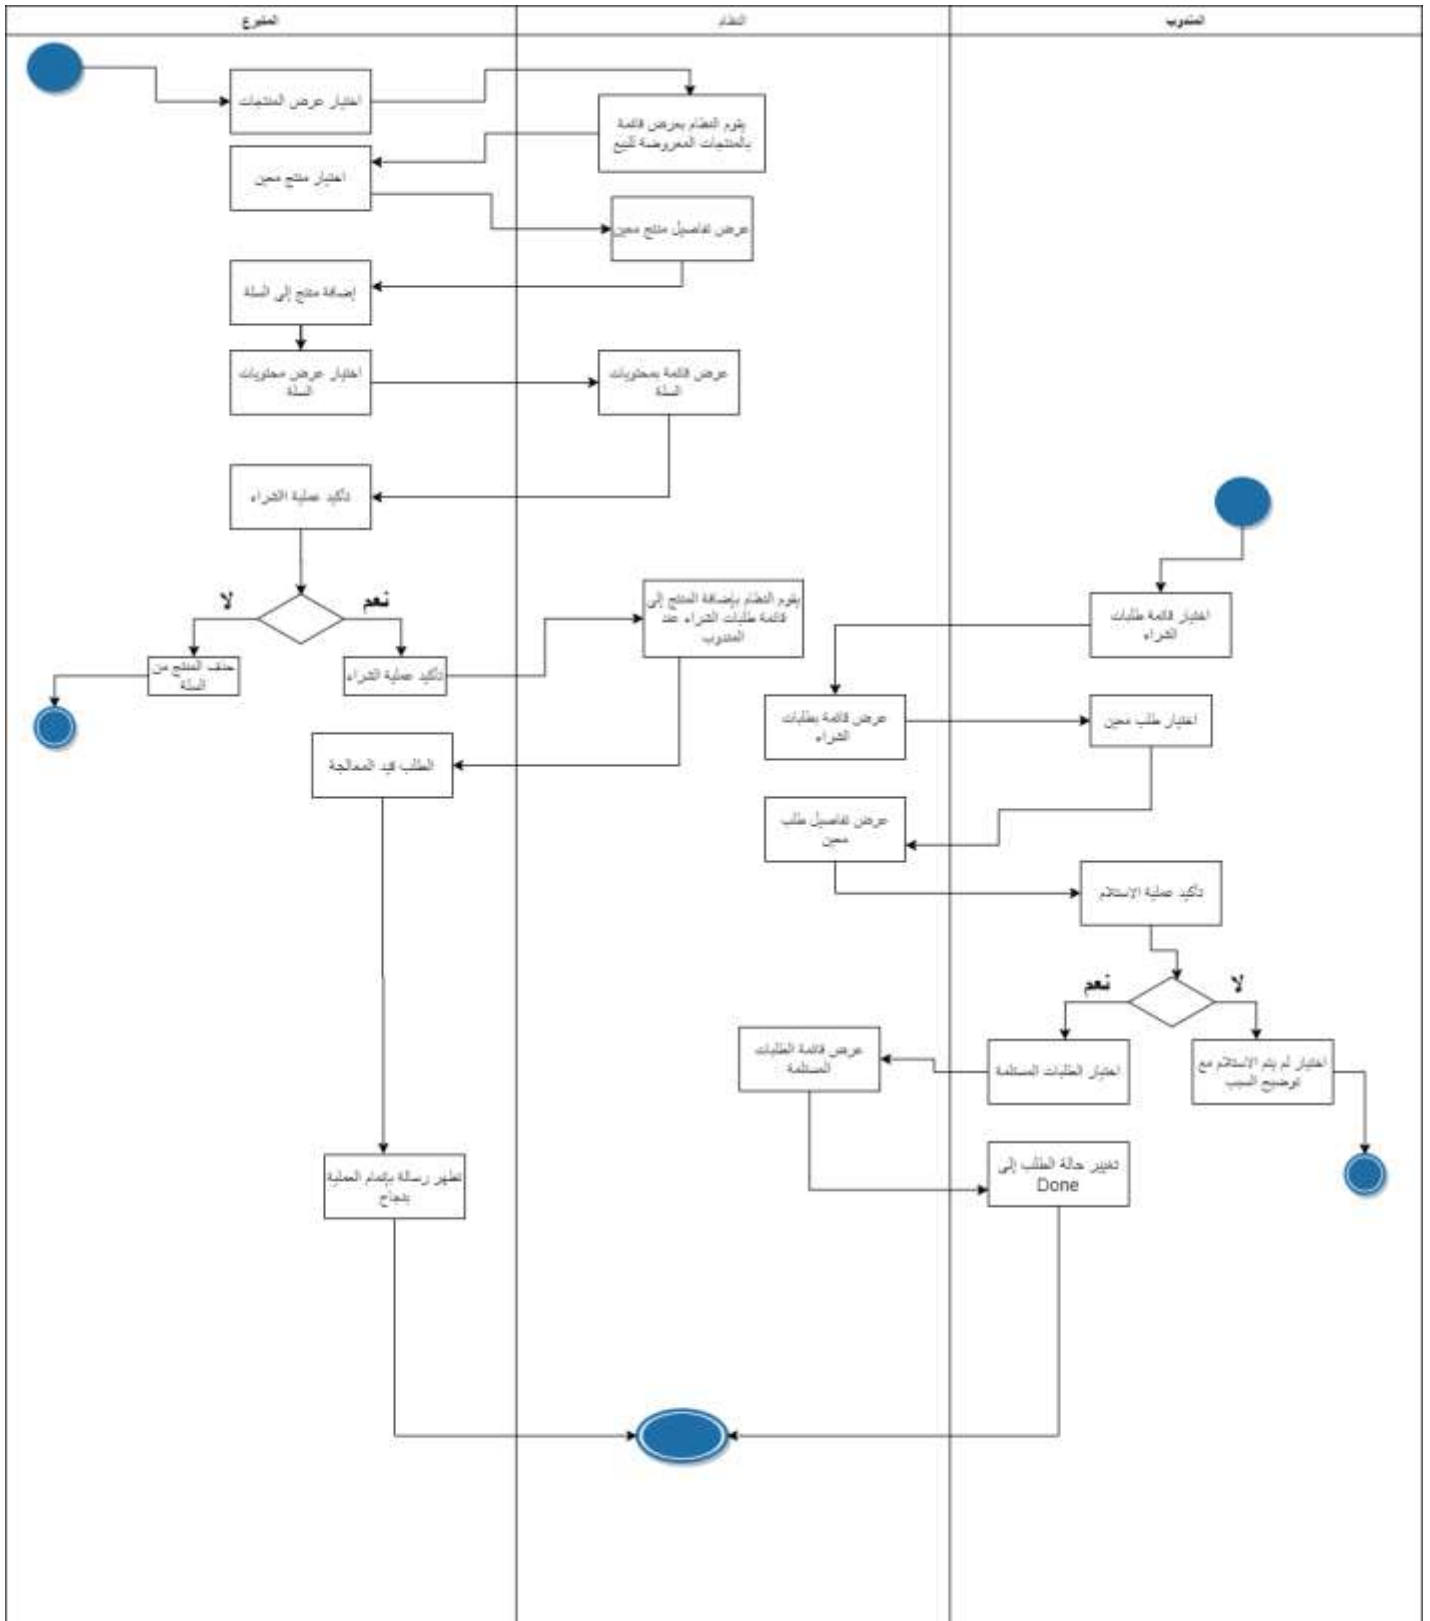 المتبرع
النظام
المندوب
اختيار عرض المنتجات
يقوم النظام بعرض قائمة
بالمنتجات المعروضة للبيع
اختيار منتج معين
عرض تفاصيل منتج معين
إضافة منتج إلى السلة
اختيار عرض محتويات
السلة
عرض قائمة بمحتويات
السلة
تأكيد عملية الشراء
لا
نعم
حذف المنتج من
السلة
تأكيد عملية الشراء
يقوم النظام بإضافة المنتج إلى
قائمة طلبات الشراء عند
المندوب
اختيار قائمة طلبات
الشراء
عرض قائمة بطلبات
الشراء
اختيار طلب معين
الطلب قيد المعالجة
عرض تفاصيل طلب
معين
تأكيد عملية الاستلام
نعم
لا
عرض قائمة الطلبات
المستلمة
اختيار الطلبات المستلمة
اختيار لم يتم الاستلام مع
توضيح السبب
تغيير حالة الطلب إلى
Done
تظهر رسالة بإتمام العملية
بنجاح